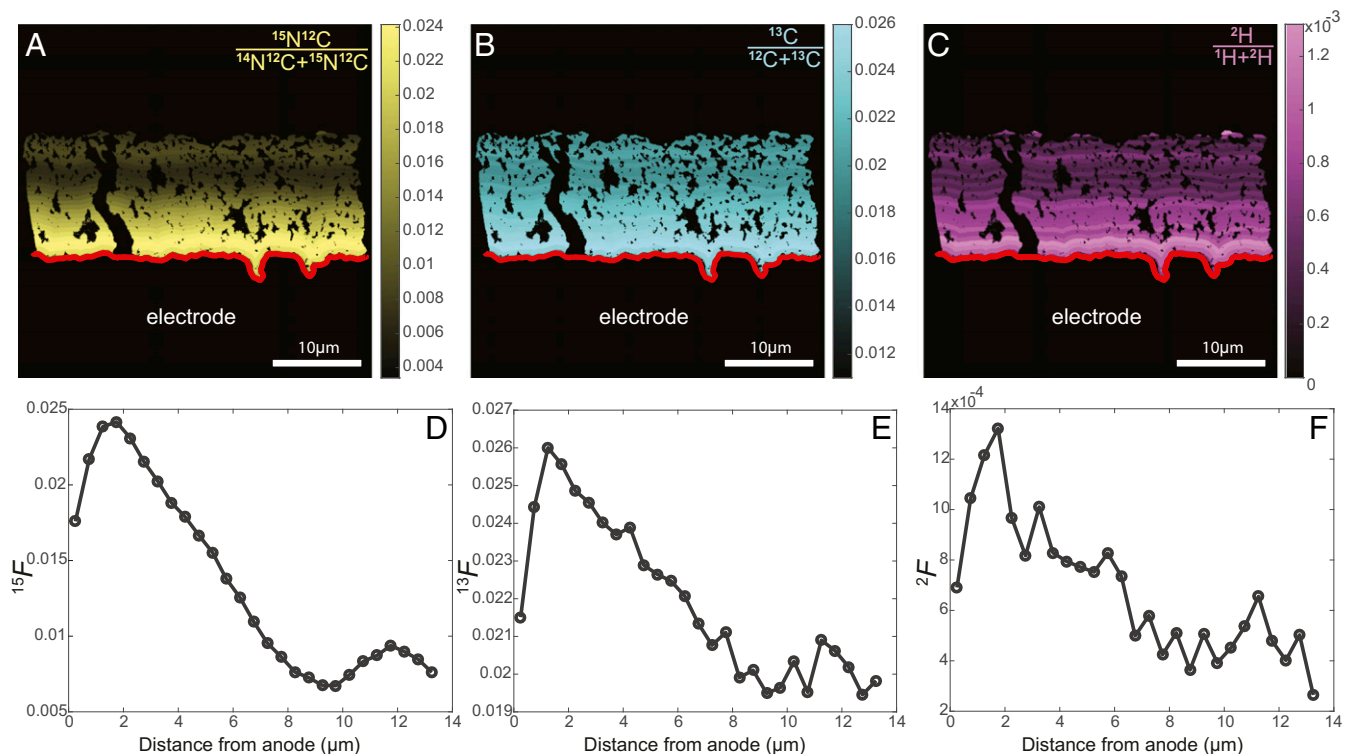 A
¹⁵N¹²C
¹⁴N¹²C+¹⁵N¹²C
electrode
10μm
0.024
0.022
0.02
0.018
0.016
0.014
0.012
0.01
0.008
0.006
0.004
B
¹³C
¹²C+¹³C
electrode
10μm
0.026
0.024
0.022
0.02
0.018
0.016
0.014
0.012
C
²H
¹H+²H
electrode
10μm
×10⁻³
1.2
1
0.8
0.6
0.4
0.2
0
D
¹⁵F
0.025
0.02
0.015
0.01
0.005
0 2 4 6 8 10 12 14
Distance from anode (μm)
E
¹³F
0.027
0.026
0.025
0.024
0.023
0.022
0.021
0.02
0.019
0 2 4 6 8 10 12 14
Distance from anode (μm)
F
²F
×10⁻⁴
14
12
10
8
6
4
2
0 2 4 6 8 10 12 14
Distance from anode (μm)